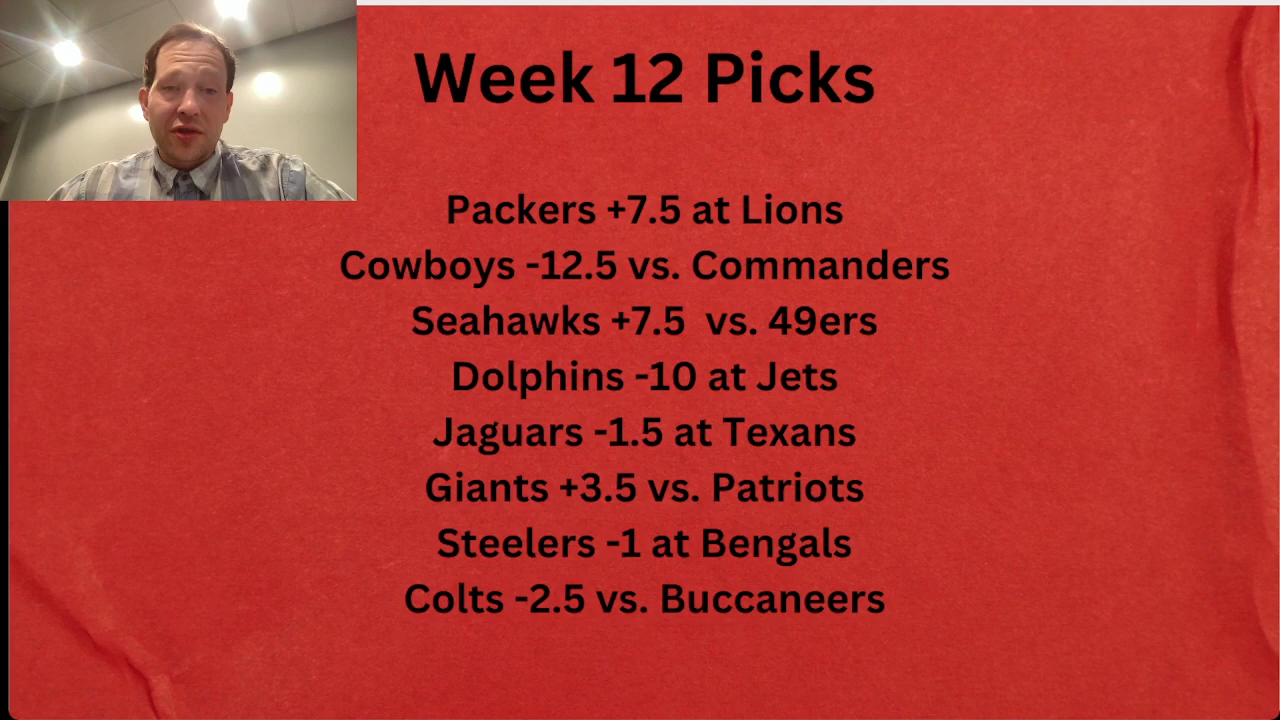 Week 12 Picks
Packers +7.5 at Lions
Cowboys -12.5 vs. Commanders
Seahawks +7.5  vs. 49ers
Dolphins -10 at Jets
Jaguars -1.5 at Texans
Giants +3.5 vs. Patriots
Steelers -1 at Bengals
Colts -2.5 vs. Buccaneers